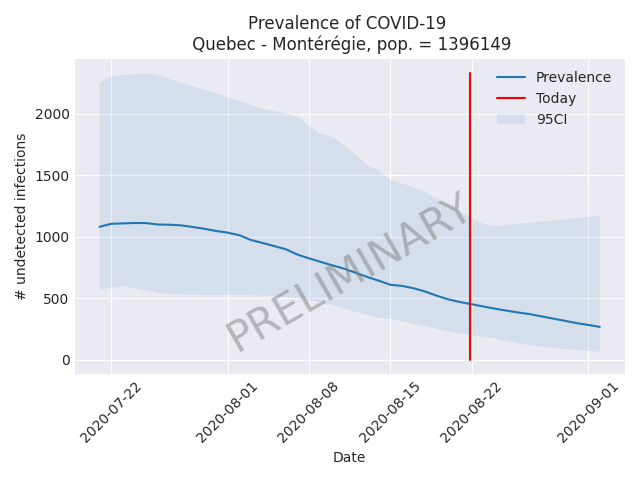 Prevalence of COVID-19
Quebec - Montérégie, pop. = 1396149
# undetected infections
2000
1500
1000
500
0
Prevalence
Today
95CI
PRELIMINARY
2020-07-22
2020-08-01
2020-08-08
2020-08-15
2020-08-22
2020-09-01
Date